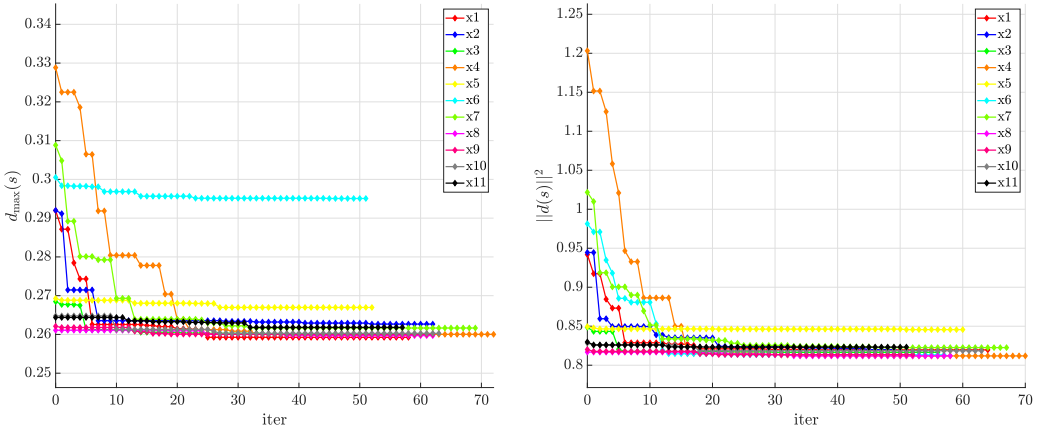 0.34
0.33
0.32
0.31
0.3
0.29
0.28
0.27
0.26
0.25
d_max(s)
0
10
20
30
40
50
60
70
iter
x1
x2
x3
x4
x5
x6
x7
x8
x9
x10
x11
1.25
1.2
1.15
1.1
1.05
1
0.95
0.9
0.85
0.8
||d(s)||²
0
10
20
30
40
50
60
70
iter
x1
x2
x3
x4
x5
x6
x7
x8
x9
x10
x11